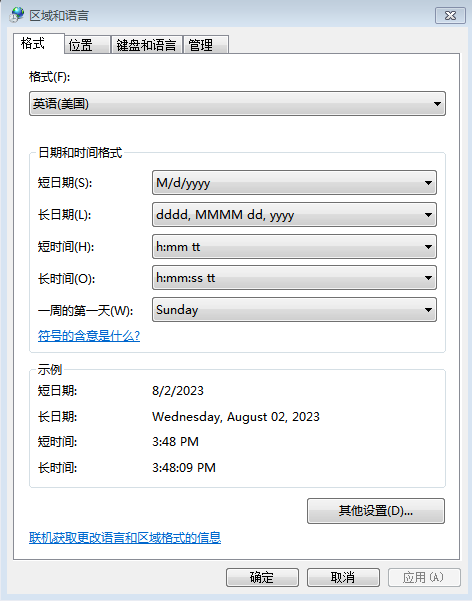 区域和语言
格式 位置 键盘和语言 管理
格式(F):
英语(美国)
日期和时间格式
短日期(S): M/d/yyyy
长日期(L): dddd, MMMM dd, yyyy
短时间(H): h:mm tt
长时间(O): h:mm:ss tt
一周的第一天(W): Sunday
符号的含意是什么?
示例
短日期: 8/2/2023
长日期: Wednesday, August 02, 2023
短时间: 3:48 PM
长时间: 3:48:09 PM
其他设置(D)...
联机获取更改语言和区域格式的信息
确定 取消 应用(A)